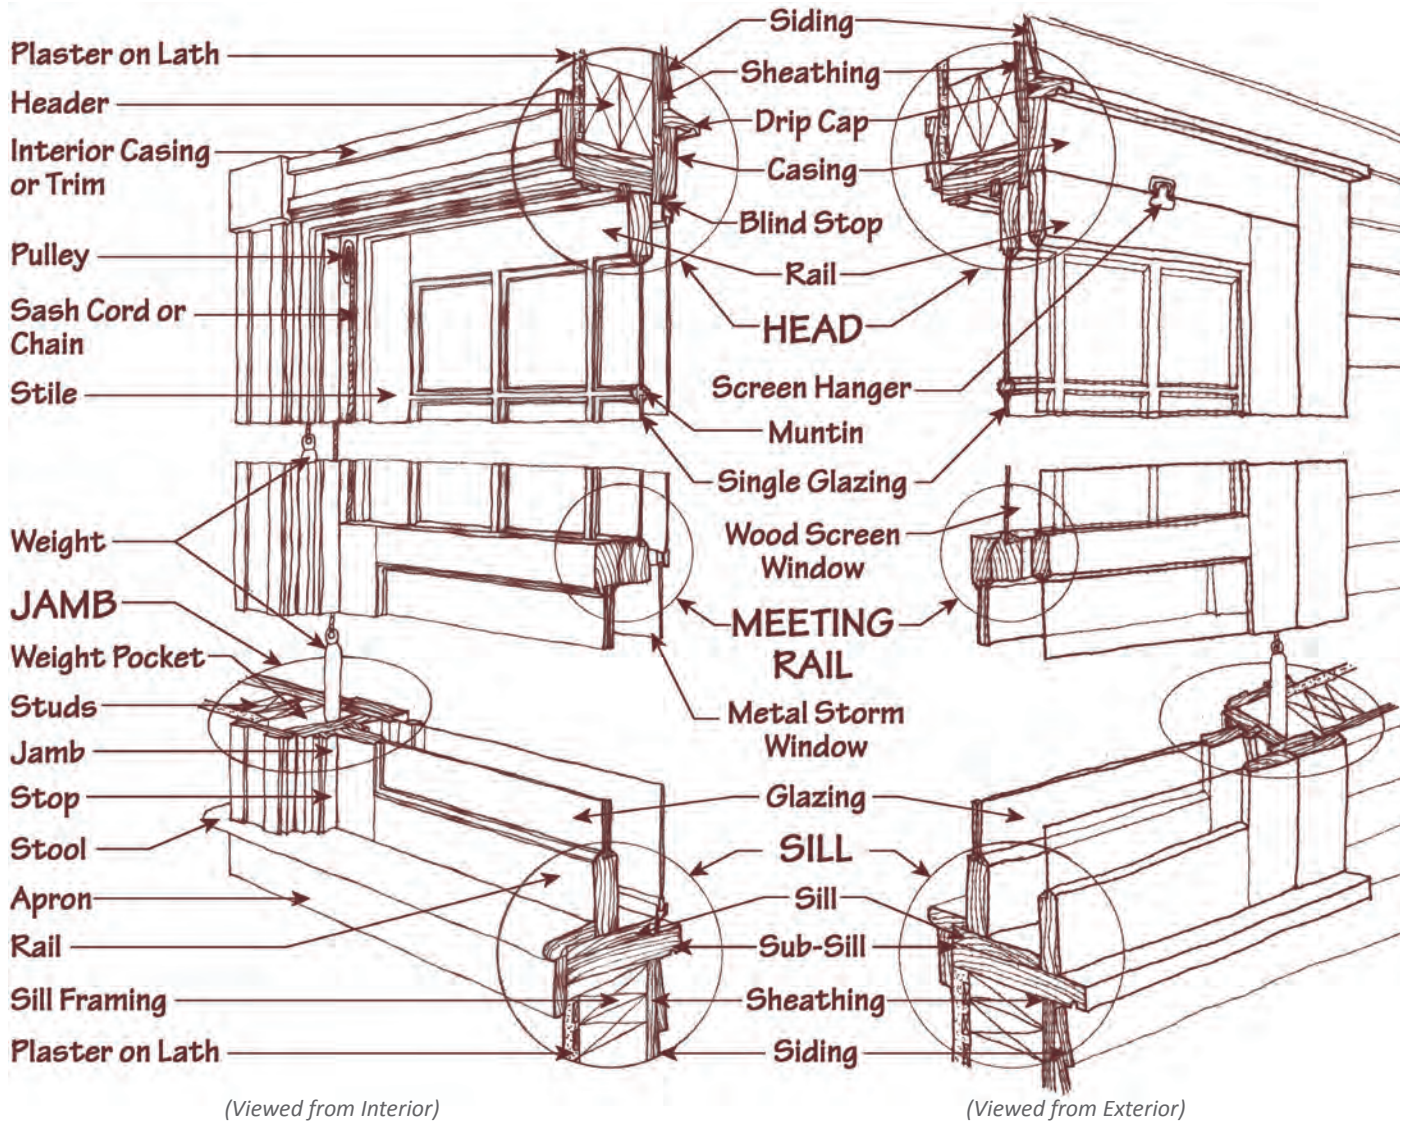 Plaster on Lath
Header
Interior Casing
or Trim
Pulley
Sash Cord or
Chain
Stile
Weight
JAMB
Weight Pocket
Studs
Jamb
Stop
Stool
Apron
Rail
Sill Framing
Plaster on Lath
Siding
Sheathing
Drip Cap
Casing
Blind Stop
Rail
HEAD
Screen Hanger
Muntin
Single Glazing
Wood Screen
Window
MEETING
RAIL
Metal Storm
Window
Glazing
SILL
Sill
Sub-Sill
Sheathing
Siding
(Viewed from Interior)
(Viewed from Exterior)